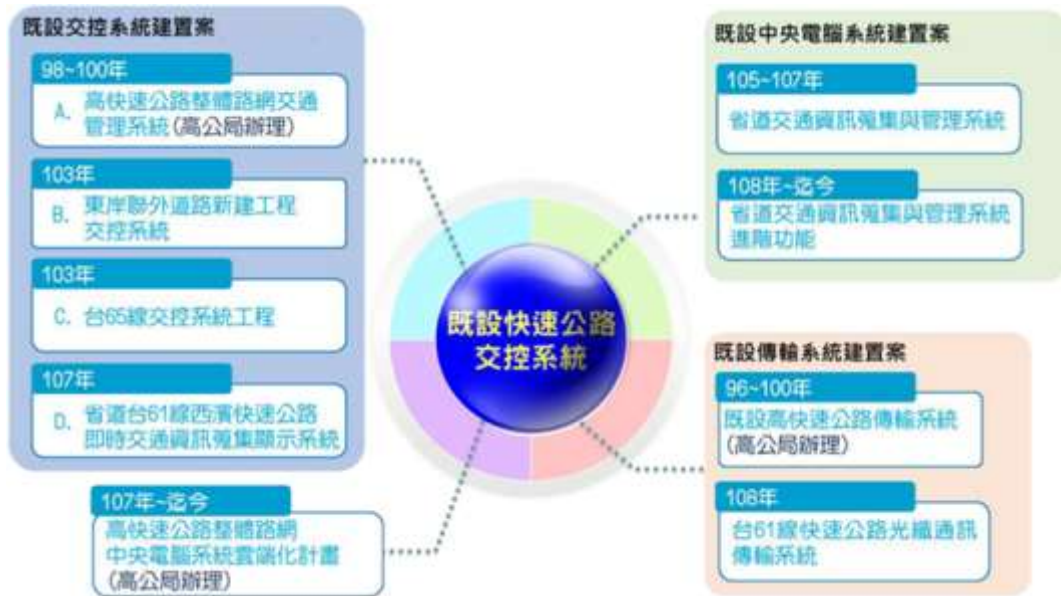 既設交控系統建置案
98~100年
A. 高快速公路整體路網交通
管理系統(高公局辦理)
103年
B. 東岸聯外道路新建工程
交控系統
103年
C. 台65線交控系統工程
107年
D. 省道台61線西濱快速公路
即時交通資訊蒐集顯示系統
107年~迄今
高快速公路整體路網
中央電腦系統雲端化計畫
(高公局辦理)
既設快速公路
交控系統
既設中央電腦系統建置案
105~107年
省道交通資訊蒐集與管理系統
108年~迄今
省道交通資訊蒐集與管理系統
進階功能
既設傳輸系統建置案
96~100年
既設高快速公路傳輸系統
(高公局辦理)
108年
台61線快速公路光纖通訊
傳輸系統